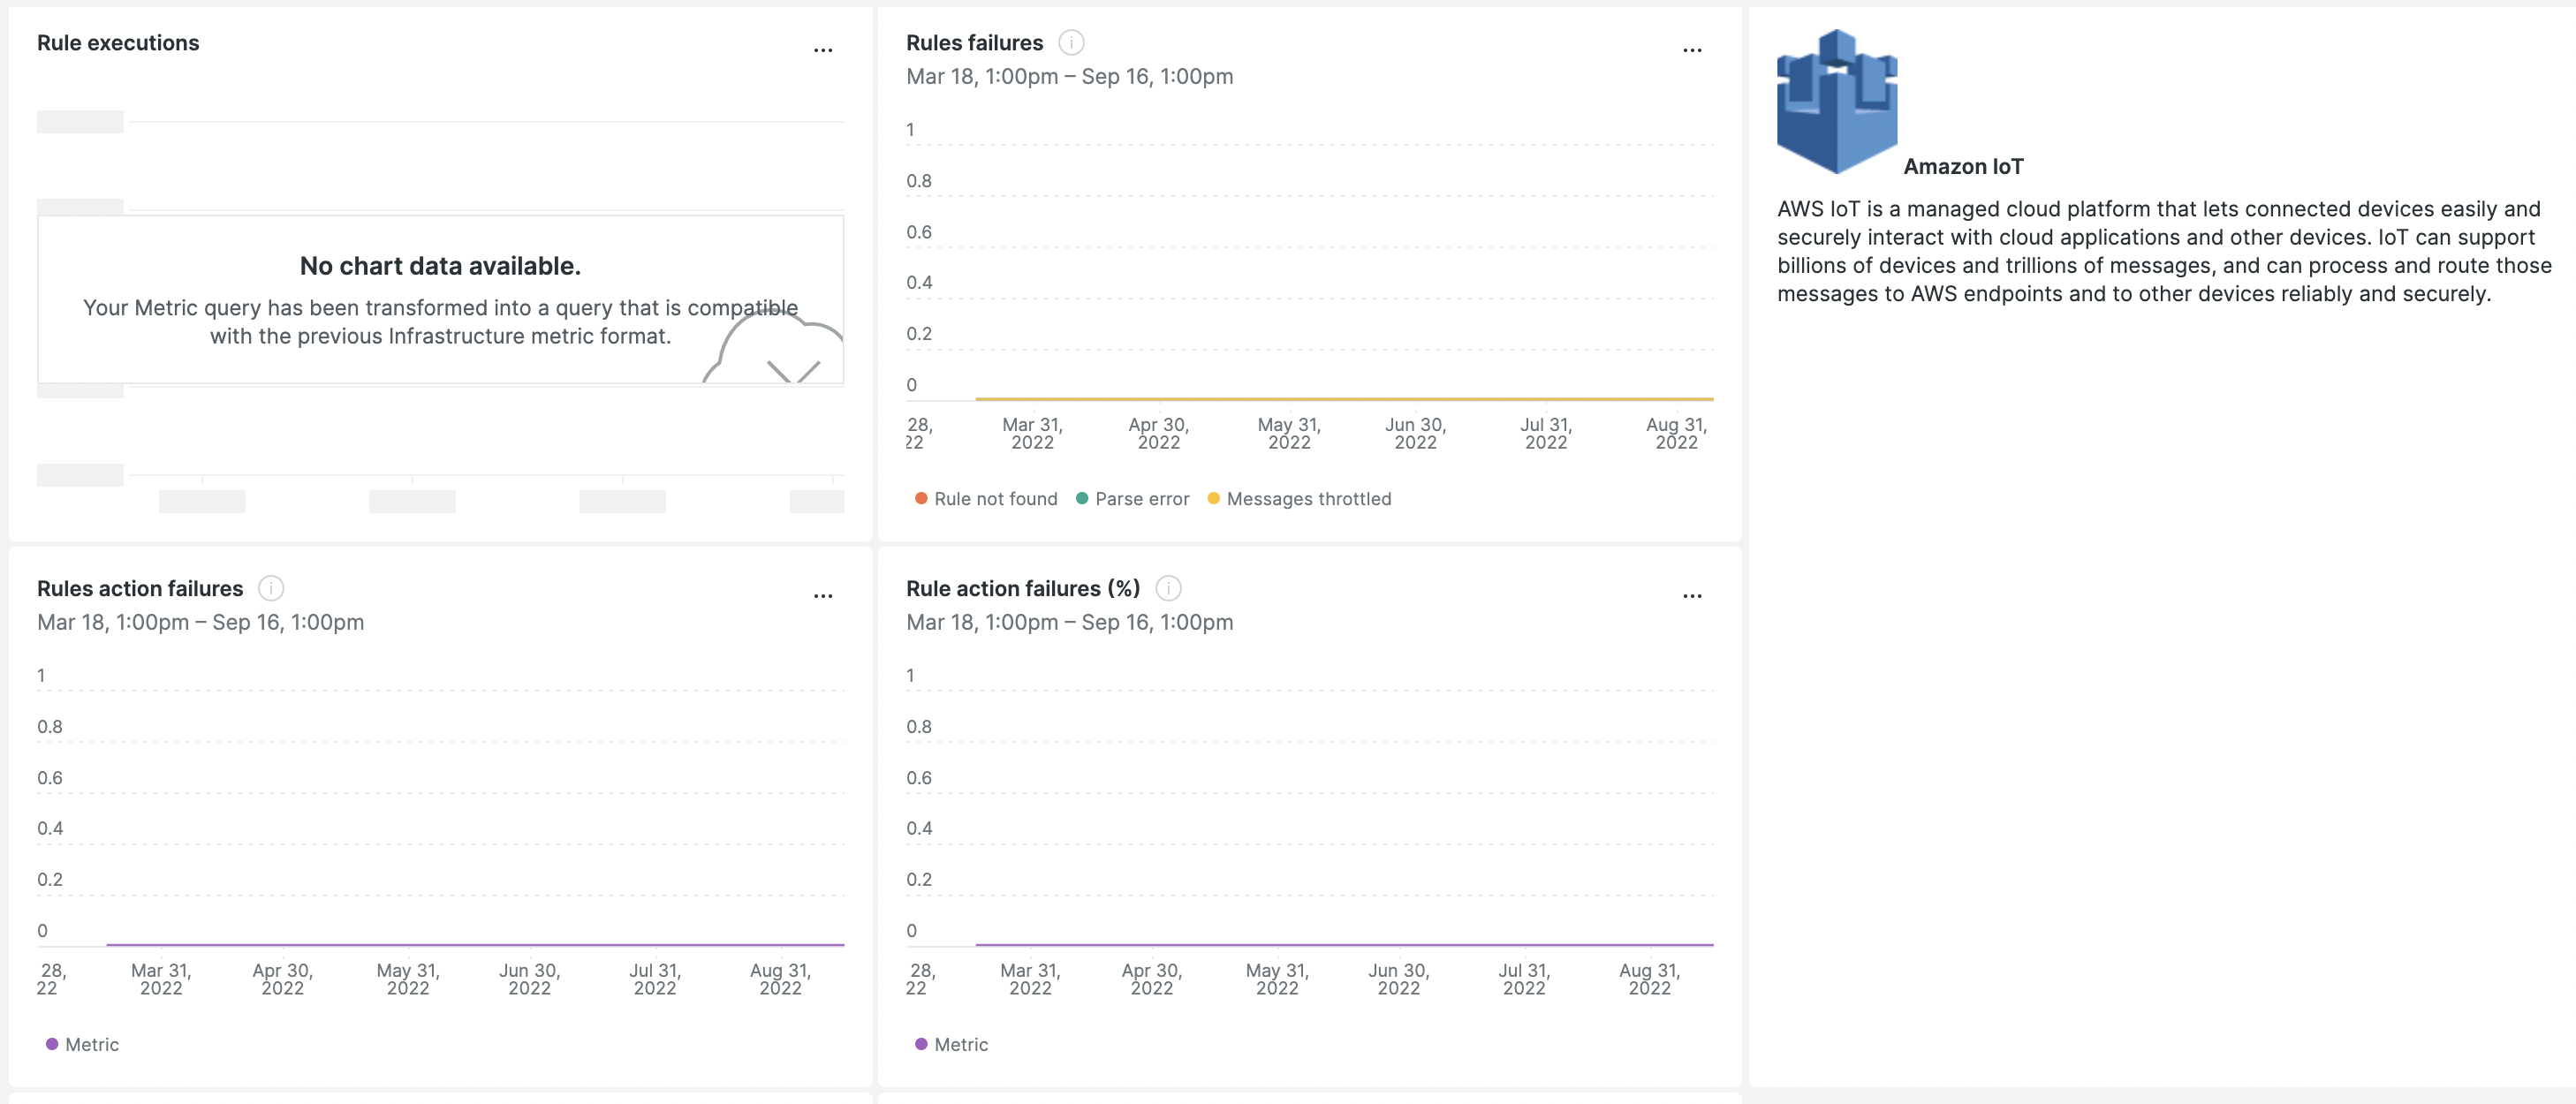 Rule executions
...
No chart data available.
Your Metric query has been transformed into a query that is compatible
with the previous Infrastructure metric format.
Rules failures i
...
Mar 18, 1:00pm – Sep 16, 1:00pm
1
0.8
0.6
0.4
0.2
0
28, Mar 31, Apr 30, May 31, Jun 30, Jul 31, Aug 31,
22 2022 2022 2022 2022 2022 2022
Rule not found Parse error Messages throttled
Amazon IoT
AWS IoT is a managed cloud platform that lets connected devices easily and
securely interact with cloud applications and other devices. IoT can support
billions of devices and trillions of messages, and can process and route those
messages to AWS endpoints and to other devices reliably and securely.
Rules action failures i
...
Mar 18, 1:00pm – Sep 16, 1:00pm
1
0.8
0.6
0.4
0.2
0
28, Mar 31, Apr 30, May 31, Jun 30, Jul 31, Aug 31,
22 2022 2022 2022 2022 2022 2022
Metric
Rule action failures (%) i
...
Mar 18, 1:00pm – Sep 16, 1:00pm
1
0.8
0.6
0.4
0.2
0
28, Mar 31, Apr 30, May 31, Jun 30, Jul 31, Aug 31,
22 2022 2022 2022 2022 2022 2022
Metric